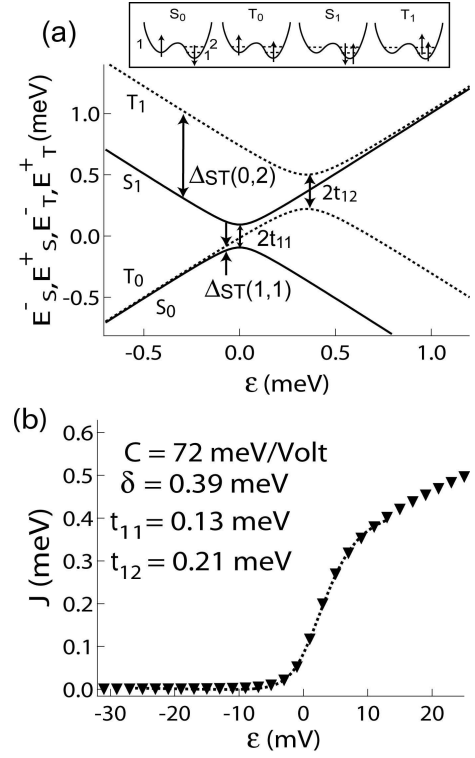 (a)
S₀ T₀ S₁ T₁
1 2
1
E⁻S,E⁺S,E⁻T,E⁺T(meV)
1.0
0.5
0.0
-0.5
T₁
S₁
T₀
S₀
ΔST(0,2)
2t₁₂
2t₁₁
ΔST(1,1)
-0.5 0.0 0.5 1.0
ε (meV)
(b)
J (meV)
0.6
0.5
0.4
0.3
0.2
0.1
0.0
C = 72 meV/Volt
δ = 0.39 meV
t₁₁ = 0.13 meV
t₁₂ = 0.21 meV
-30 -20 -10 0 10 20
ε (mV)